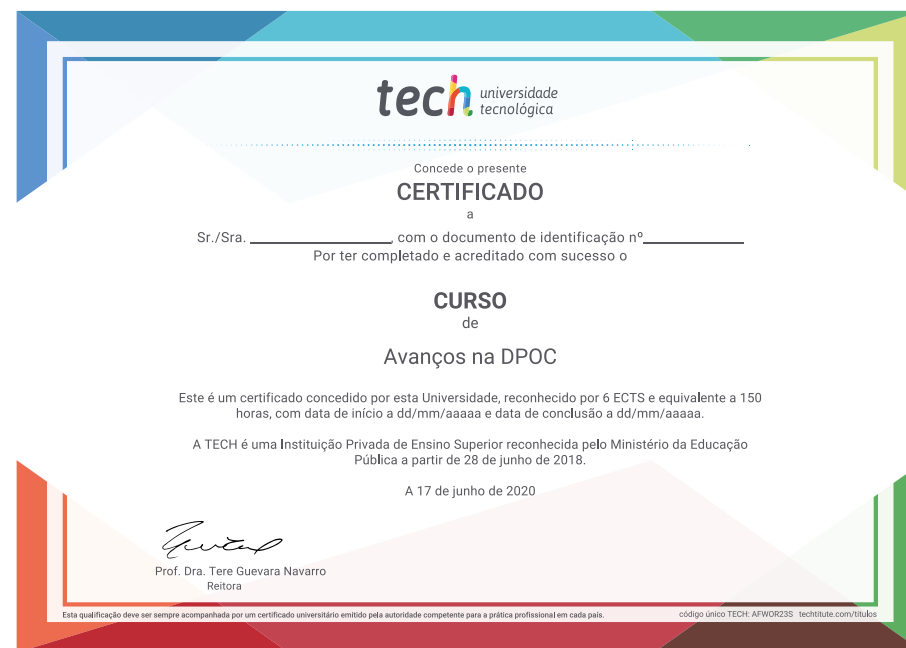 tech universidade
tecnológica
Concede o presente
CERTIFICADO
a
Sr./Sra. ____________________, com o documento de identificação nº______________
Por ter completado e acreditado com sucesso o
CURSO
de
Avanços na DPOC
Este é um certificado concedido por esta Universidade, reconhecido por 6 ECTS e equivalente a 150
horas, com data de início a dd/mm/aaaaa e data de conclusão a dd/mm/aaaaa.
A TECH é uma Instituição Privada de Ensino Superior reconhecida pelo Ministério da Educação
Pública a partir de 28 de junho de 2018.
A 17 de junho de 2020
Prof. Dra. Tere Guevara Navarro
Reitora
Esta qualificação deve ser sempre acompanhada por um certificado universitário emitido pela autoridade competente para a prática profissional em cada país.
código único TECH: AFWOR23S techtitute.com/titulos